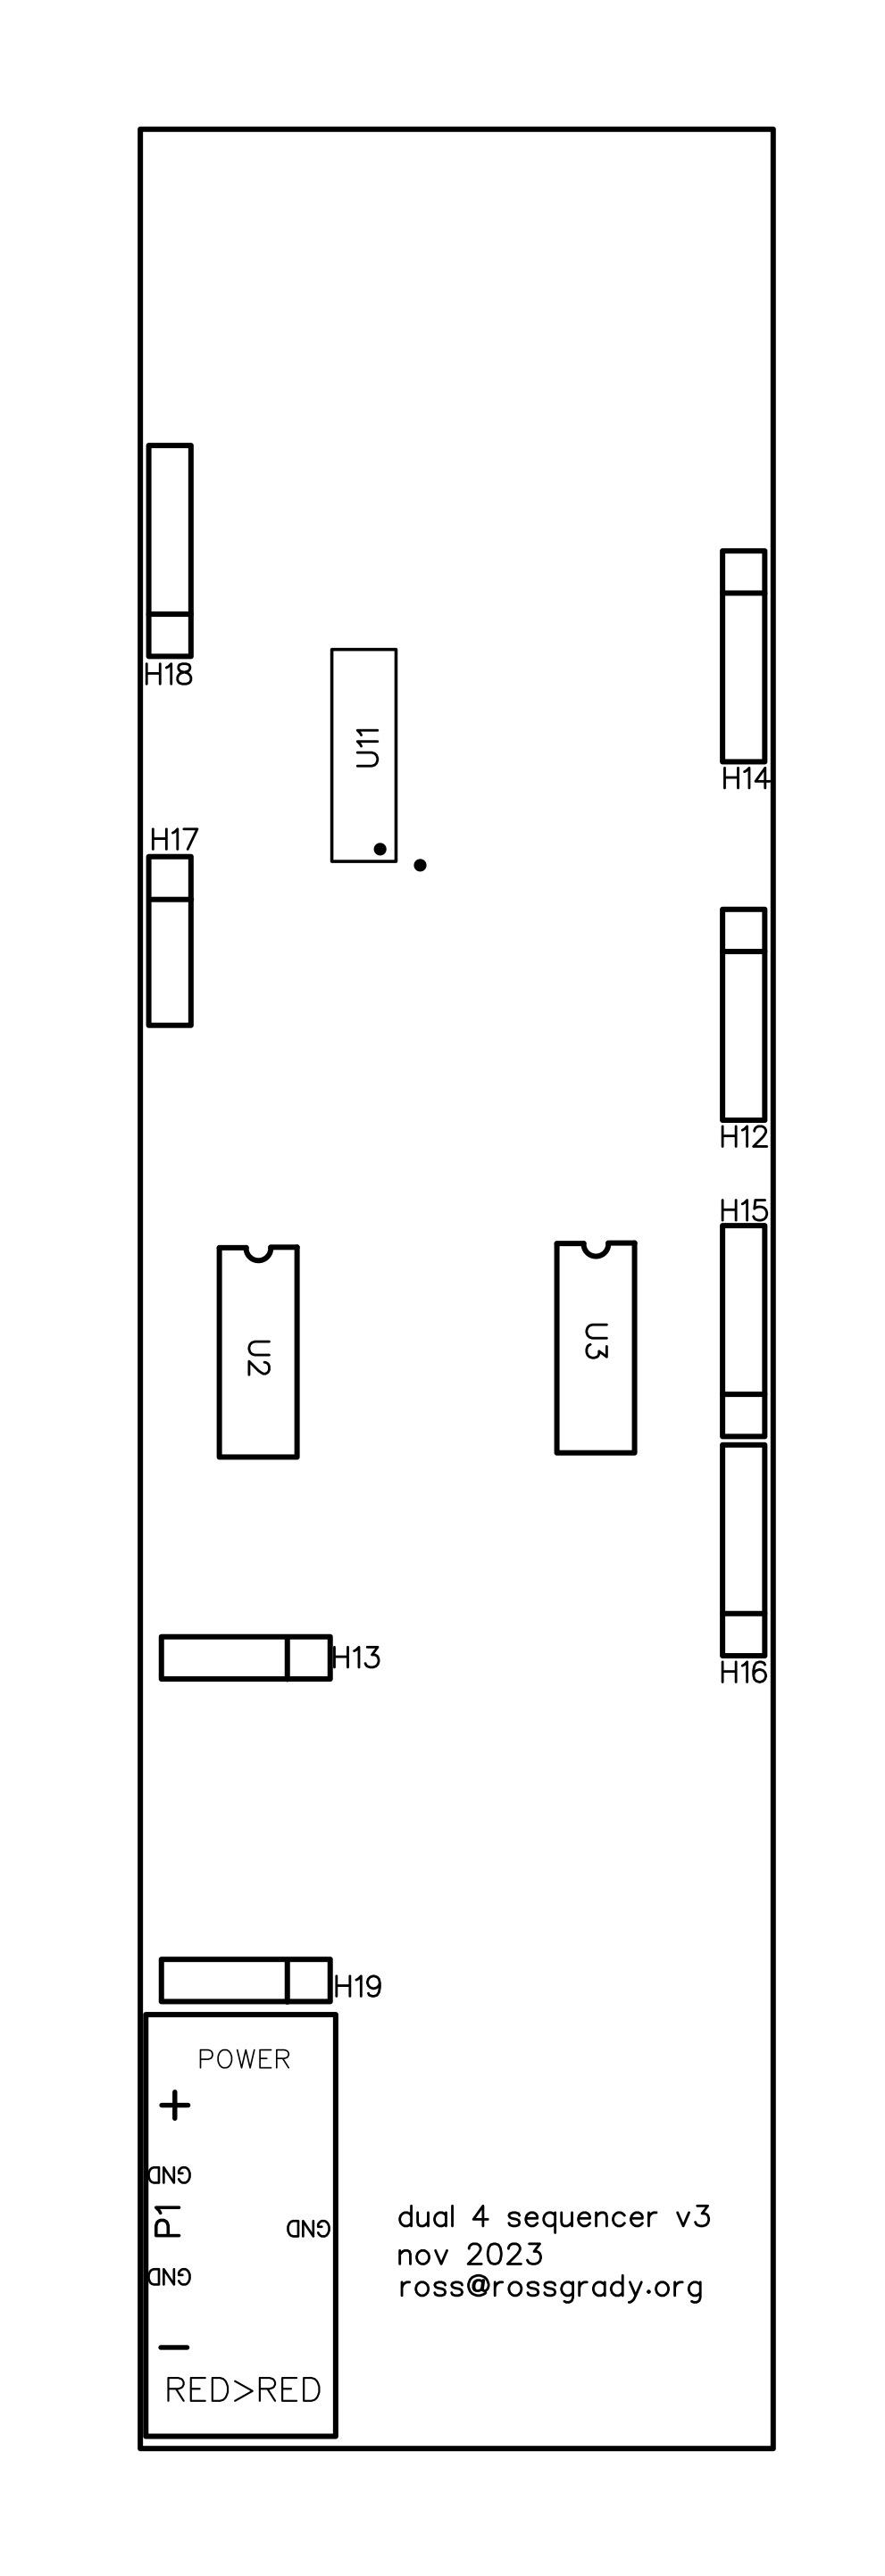 H18
U11
H14
H17
H12
H15
U2
U3
H13
H16
H19
POWER
+
GND
P1
GND
GND
−
RED>RED
dual 4 sequencer v3
nov 2023
ross@rossgrady.org